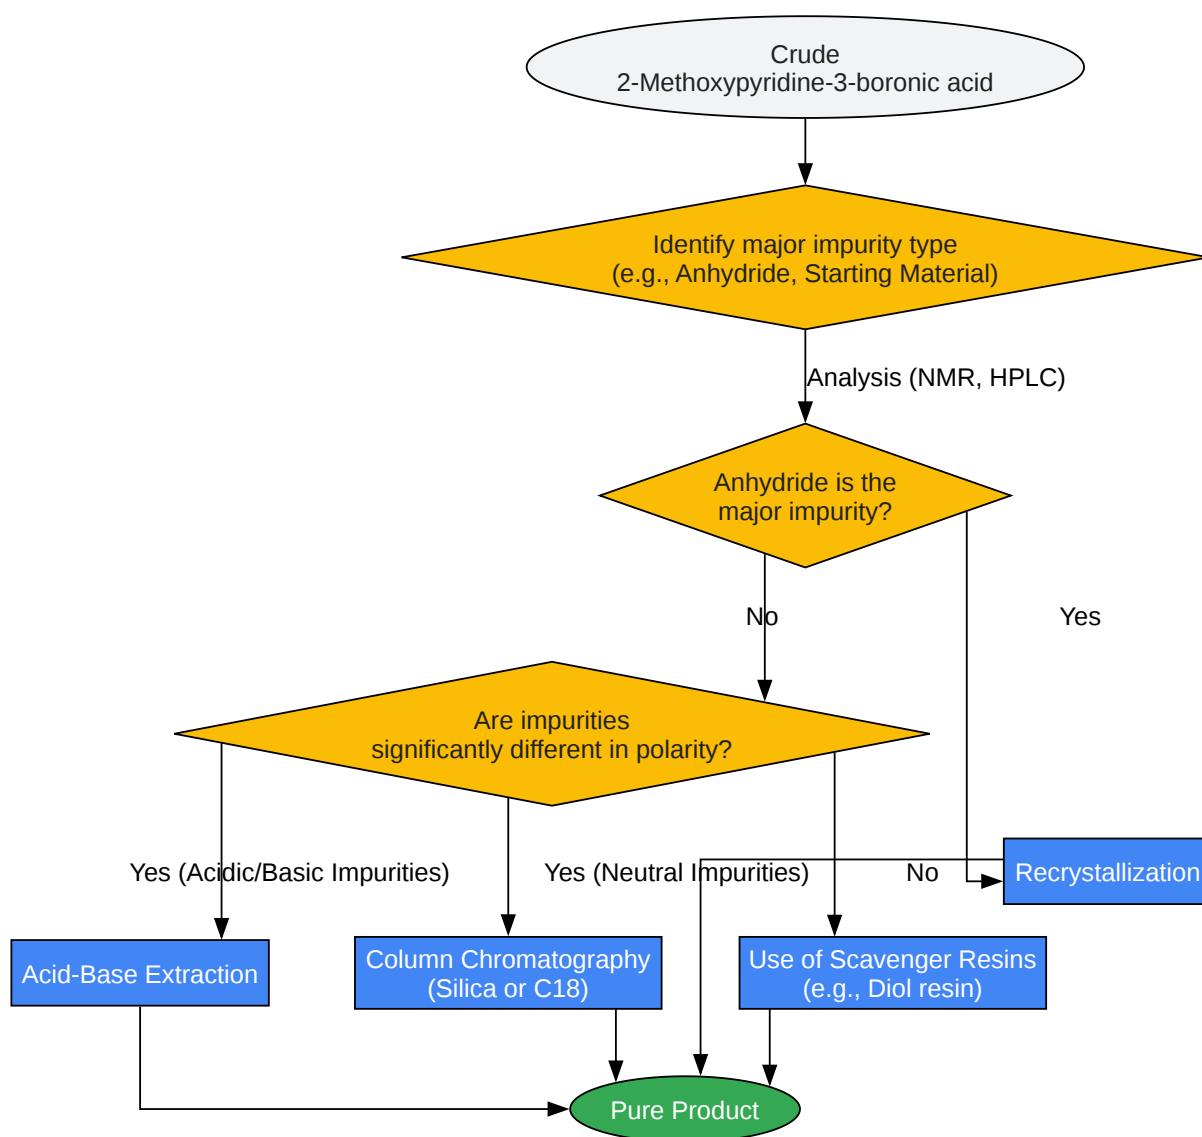 Crude
2-Methoxypyridine-3-boronic acid
Identify major impurity type
(e.g., Anhydride, Starting Material)
Analysis (NMR, HPLC)
Anhydride is the
major impurity?
No
Yes
Are impurities
significantly different in polarity?
Yes (Acidic/Basic Impurities)
Yes (Neutral Impurities)
No
Recrystallization
Acid-Base Extraction
Column Chromatography
(Silica or C18)
Use of Scavenger Resins
(e.g., Diol resin)
Pure Product